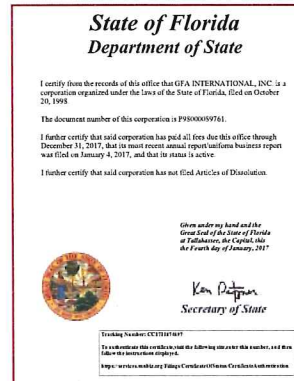 State of Florida
Department of State
I certify from the records of this office that GFA INTERNATIONAL, INC. is a
corporation organized under the laws of the State of Florida, filed on October
20, 1998.
The document number of this corporation is
I further certify that said corporation has paid all fees due this office through
December 31, 2017, that its most recent annual report/uniform business report
was filed on January 4, 2017, and that its status is active.
I further certify that said corporation has not filed Articles of Dissolution.
Given under my hand and the
Great Seal of the State of Florida
at Tallahassee, the Capital, this
the Fourth day of January, 2017
Ken Detzner
Secretary of State
Tracking Number:
To authenticate this certificate, visit the following site, enter this number, and then
follow the instructions displayed.